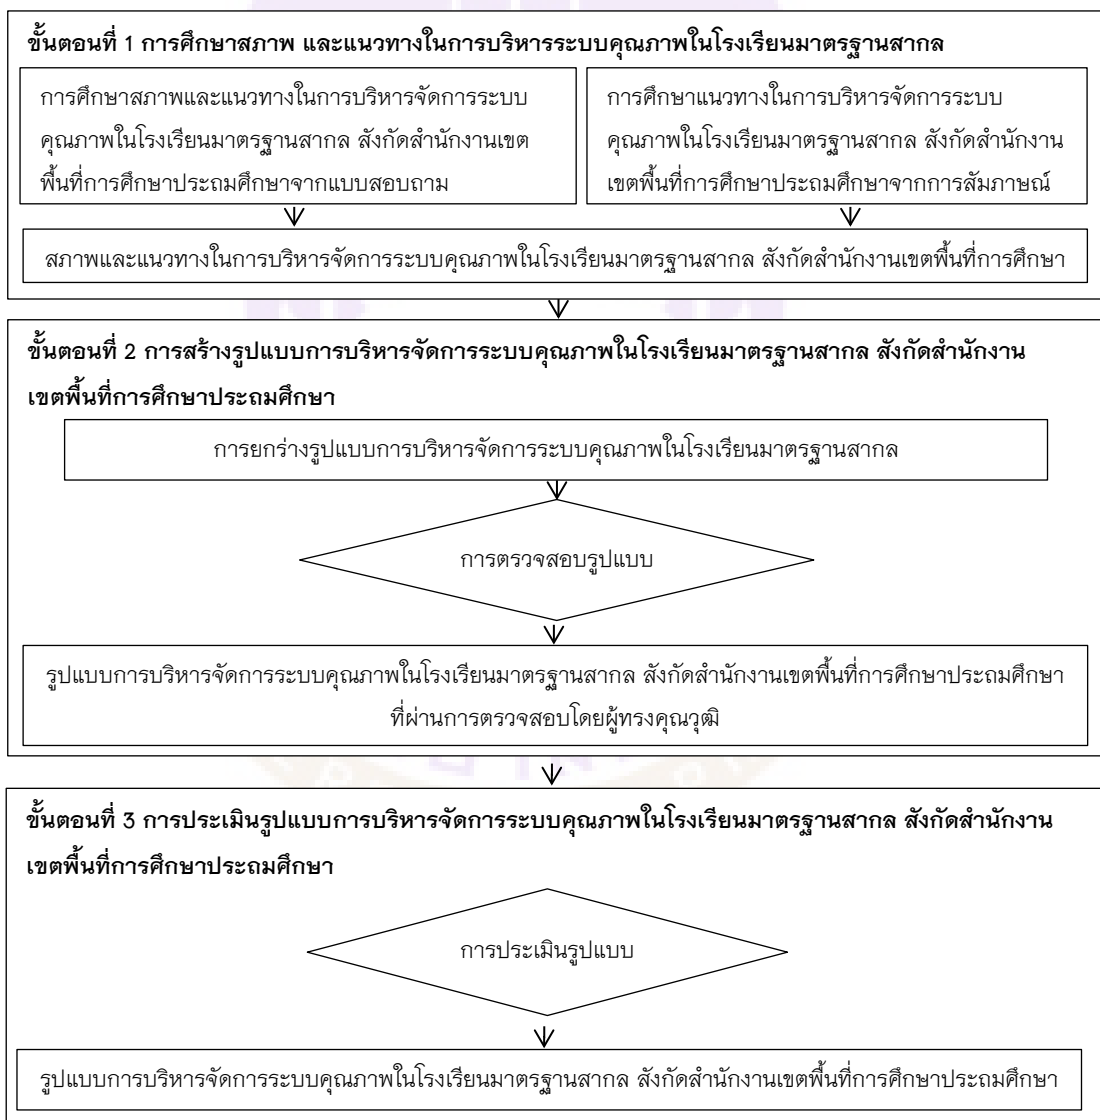 ขั้นตอนที่ 1 การศึกษาสภาพ และแนวทางในการบริหารระบบคุณภาพในโรงเรียนมาตรฐานสากล
การศึกษาสภาพและแนวทางในการบริหารจัดการระบบ
คุณภาพในโรงเรียนมาตรฐานสากล สังกัดสำนักงานเขต
พื้นที่การศึกษาประถมศึกษาจากแบบสอบถาม
การศึกษาแนวทางในการบริหารจัดการระบบ
คุณภาพในโรงเรียนมาตรฐานสากล สังกัดสำนักงาน
เขตพื้นที่การศึกษาประถมศึกษาจากการสัมภาษณ์
สภาพและแนวทางในการบริหารจัดการระบบคุณภาพในโรงเรียนมาตรฐานสากล สังกัดสำนักงานเขตพื้นที่การศึกษา
ขั้นตอนที่ 2 การสร้างรูปแบบการบริหารจัดการระบบคุณภาพในโรงเรียนมาตรฐานสากล สังกัดสำนักงาน
เขตพื้นที่การศึกษาประถมศึกษา
การยกร่างรูปแบบการบริหารจัดการระบบคุณภาพในโรงเรียนมาตรฐานสากล
การตรวจสอบรูปแบบ
รูปแบบการบริหารจัดการระบบคุณภาพในโรงเรียนมาตรฐานสากล สังกัดสำนักงานเขตพื้นที่การศึกษาประถมศึกษา
ที่ผ่านการตรวจสอบโดยผู้ทรงคุณวุฒิ
ขั้นตอนที่ 3 การประเมินรูปแบบการบริหารจัดการระบบคุณภาพในโรงเรียนมาตรฐานสากล สังกัดสำนักงาน
เขตพื้นที่การศึกษาประถมศึกษา
การประเมินรูปแบบ
รูปแบบการบริหารจัดการระบบคุณภาพในโรงเรียนมาตรฐานสากล สังกัดสำนักงานเขตพื้นที่การศึกษาประถมศึกษา